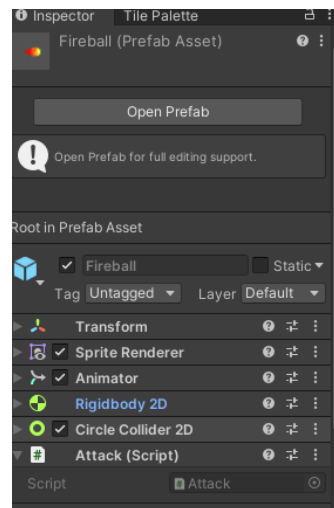 Inspector Tile Palette
Fireball (Prefab Asset)
Open Prefab
Open Prefab for full editing support.
Root in Prefab Asset
Fireball Static
Tag Untagged Layer Default
Transform
Sprite Renderer
Animator
Rigidbody 2D
Circle Collider 2D
# Attack (Script)
Script # Attack